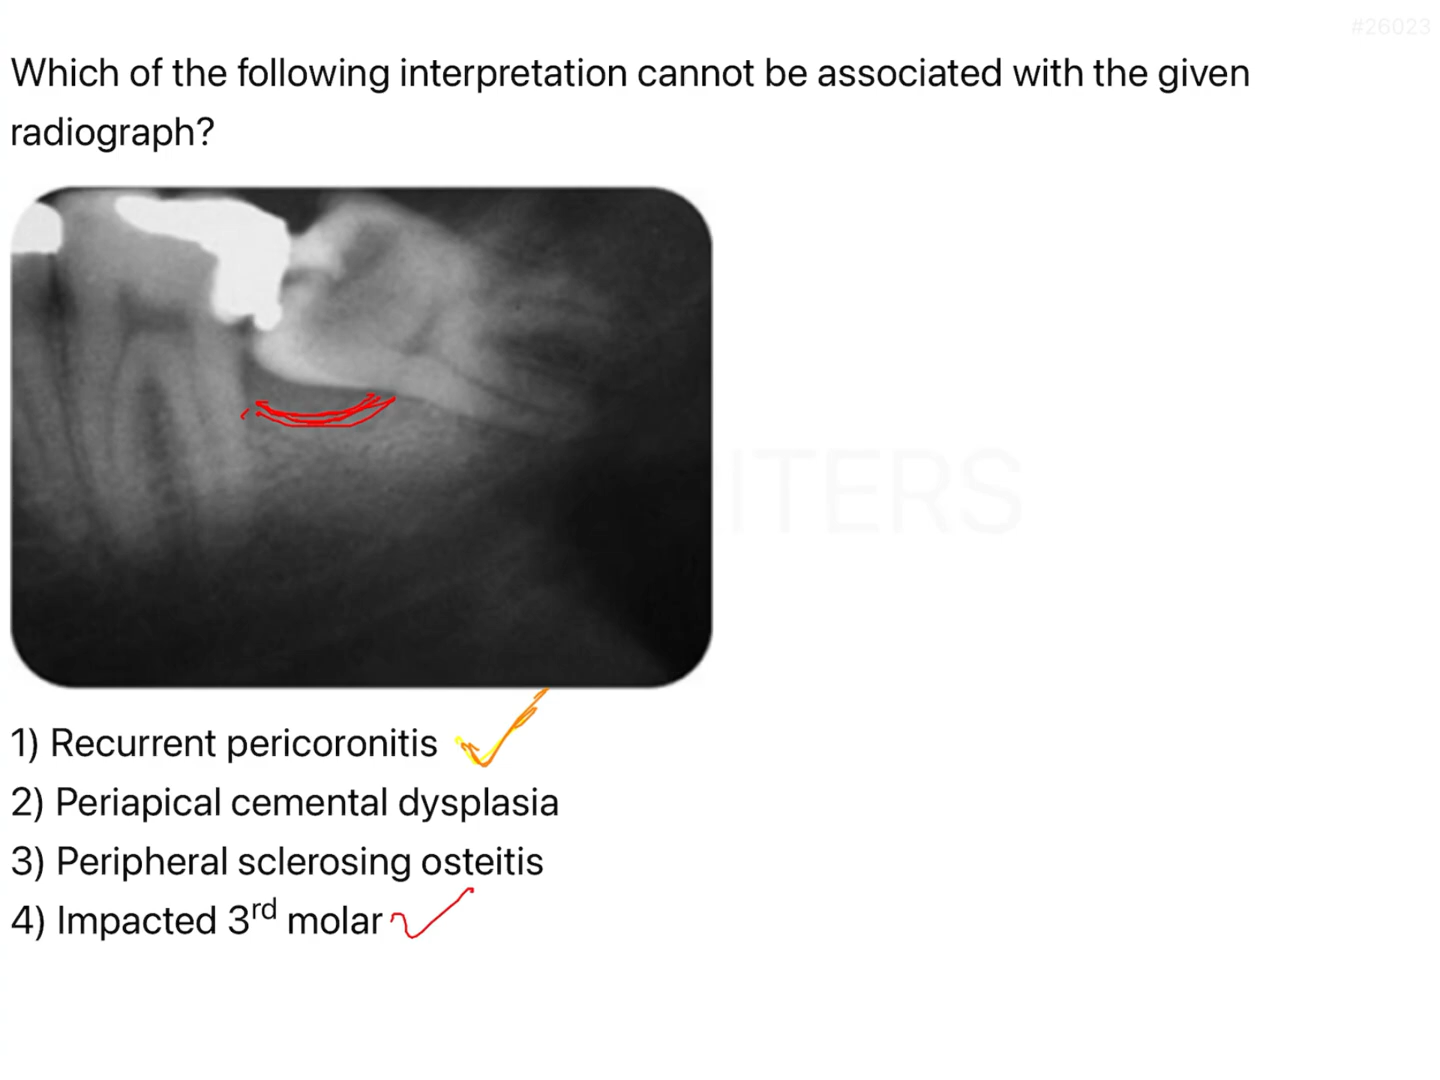 #26023
Which of the following interpretation cannot be associated with the given
radiograph?
ITERS
1) Recurrent pericoronitis
2) Periapical cemental dysplasia
3) Peripheral sclerosing osteitis
4) Impacted 3rd molar